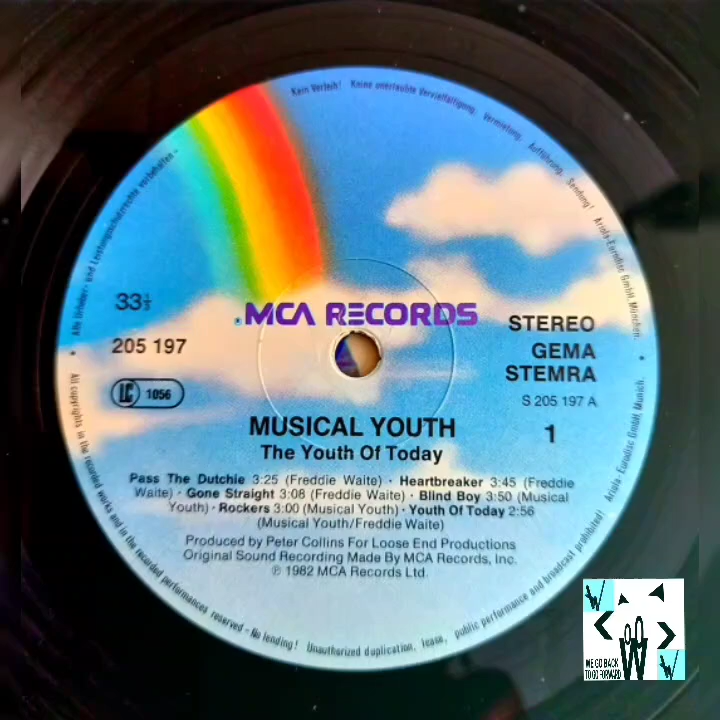 Kein Verleih! Keine unerlaubte Vervielfältigung, Vermietung, Aufführung, Sendung! Ariola-Eurodisc GmbH, München.
Alle Urheber- und Leistungsschutzrechte vorbehalten -
33⅓
MCA RECORDS
STEREO
205 197
GEMA
STEMRA
LC 1056
S 205 197 A
MUSICAL YOUTH
1
The Youth Of Today
Pass The Dutchie 3:25 (Freddie Waite) · Heartbreaker 3:45 (Freddie
Waite) · Gone Straight 3:08 (Freddie Waite) · Blind Boy 3:50 (Musical
Youth) · Rockers 3:00 (Musical Youth) · Youth Of Today 2:56
(Musical Youth/Freddie Waite)
Produced by Peter Collins For Loose End Productions
Original Sound Recording Made By MCA Records, Inc.
℗ 1982 MCA Records Ltd.
All copyrights in the recorded works and in the recorded performances reserved - No lending! Unauthorized duplication, lease, public performance and broadcast prohibited! Ariola-Eurodisc GmbH, Munich.
WE GO BACK
TO GO FORWARD